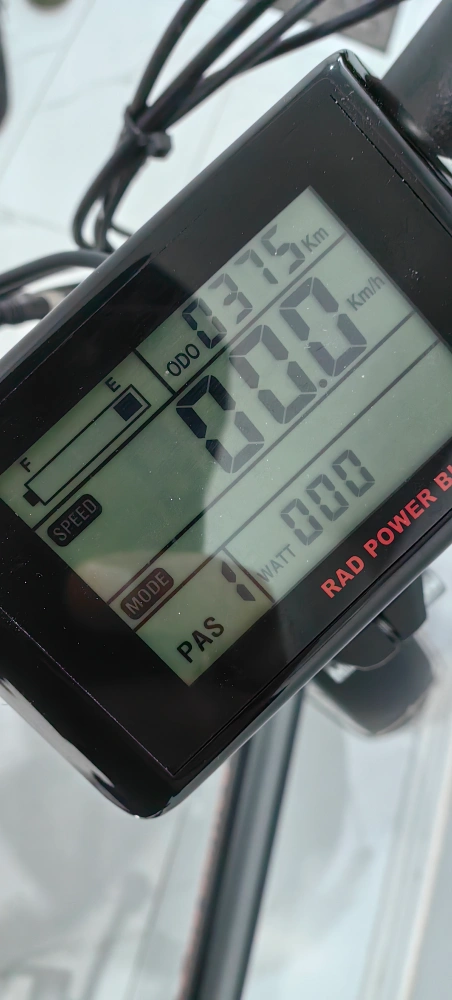 F E
ODO 0375 Km
SPEED 00.0 Km/h
MODE
PAS 1 WATT 000
RAD POWER